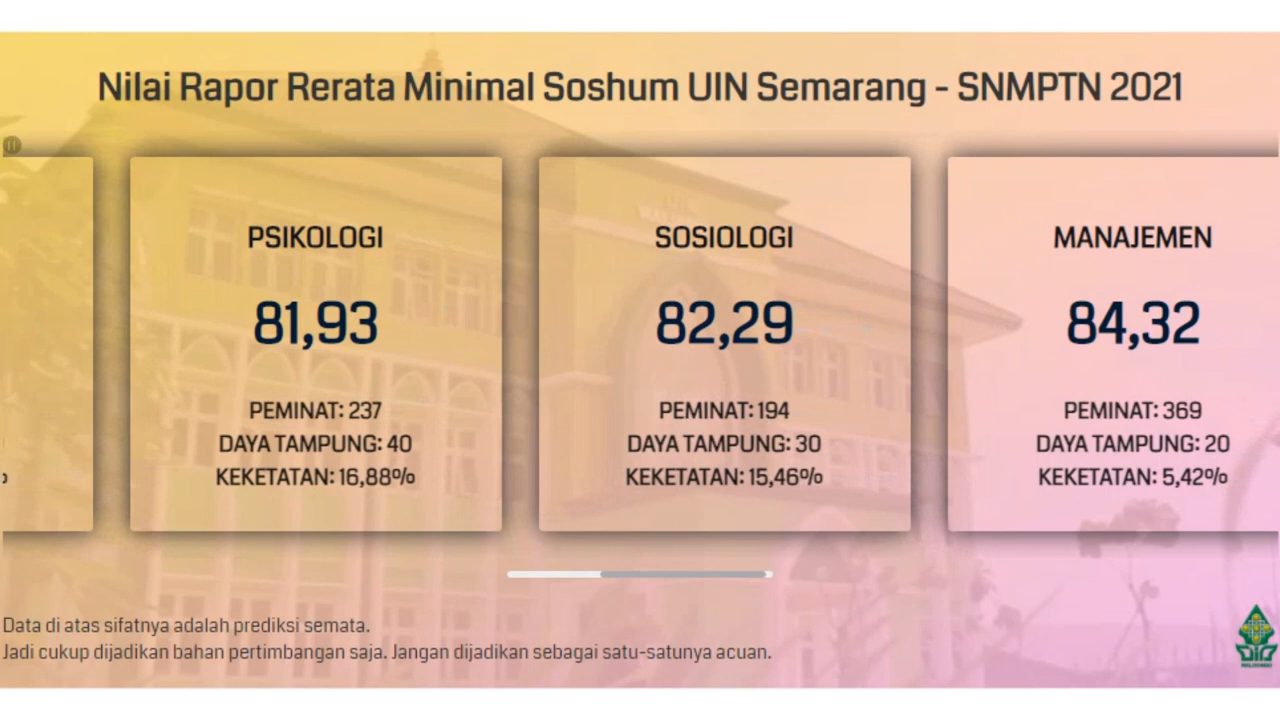 Nilai Rapor Rerata Minimal Soshum UIN Semarang - SNMPTN 2021
PSIKOLOGI
81,93
PEMINAT: 237
DAYA TAMPUNG: 40
KEKETATAN: 16,88%
SOSIOLOGI
82,29
PEMINAT: 194
DAYA TAMPUNG: 30
KEKETATAN: 15,46%
MANAJEMEN
84,32
PEMINAT: 369
DAYA TAMPUNG: 20
KEKETATAN: 5,42%
Data di atas sifatnya adalah prediksi semata.
Jadi cukup dijadikan bahan pertimbangan saja. Jangan dijadikan sebagai satu-satunya acuan.